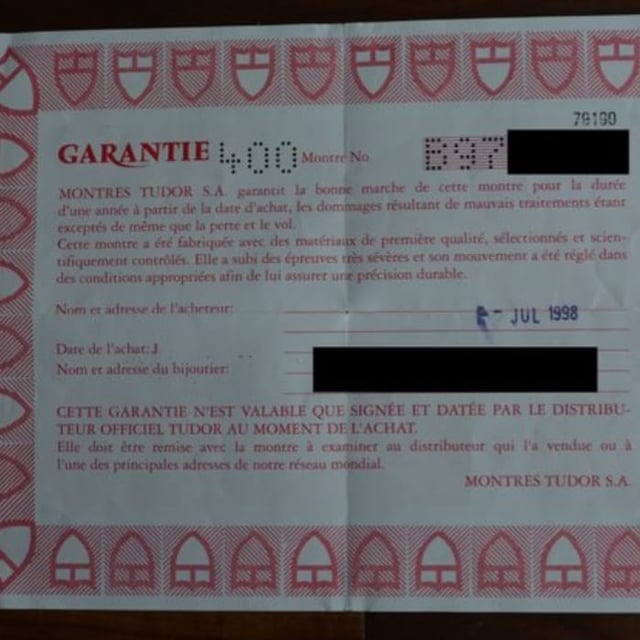 79190
GARANTIE 400 Montre No B97
MONTRES TUDOR S.A. garantit la bonne marche de cette montre pour la durée
d'une année à partir de la date d'achat, les dommages résultant de mauvais traitements étant
exceptés de même que la perte et le vol.
Cette montre a été fabriquée avec des matériaux de première qualité, sélectionnés et scien-
tifiquement contrôlés. Elle a subi des épreuves très sévères et son mouvement a été réglé dans
des conditions appropriées afin de lui assurer une précision durable.
Nom et adresse de l'acheteur:
JUL 1998
Date de l'achat: J
Nom et adresse du bijoutier:
CETTE GARANTIE N'EST VALABLE QUE SIGNÉE ET DATÉE PAR LE DISTRIBU-
TEUR OFFICIEL TUDOR AU MOMENT DE L'ACHAT.
Elle doit être remise avec la montre à examiner au distributeur qui l'a vendue ou à
l'une des principales adresses de notre réseau mondial.
MONTRES TUDOR S.A.